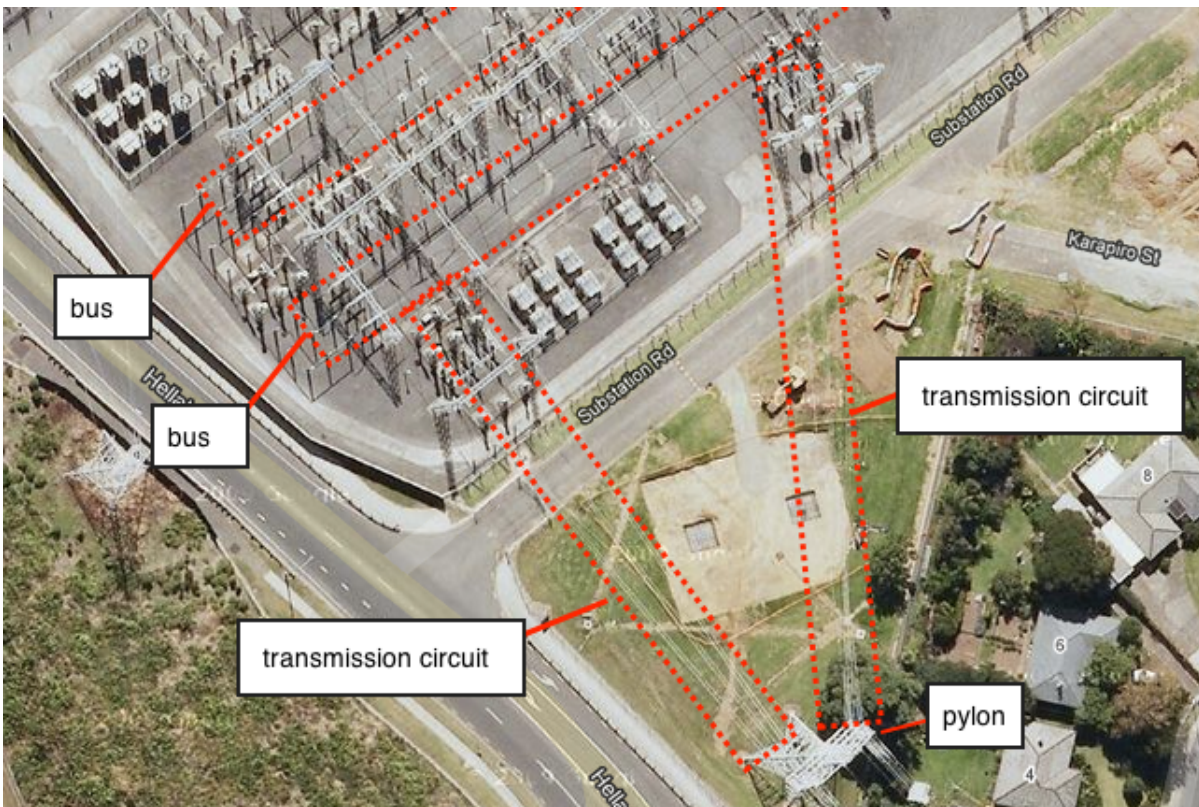 Substation Rd
Karapiro St
bus
bus
Substation Rd
transmission circuit
8
transmission circuit
6
pylon
4